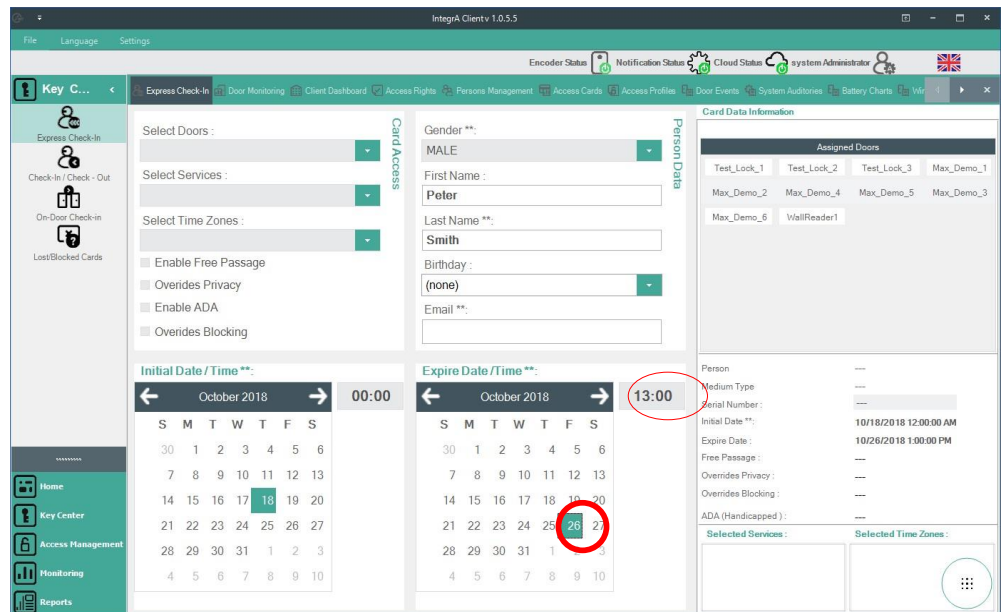 IntegrA Client v 1.0.5.5
File Language Settings
Encoder Status Notification Status Cloud Status system Administrator
Key C...
Express Check-In Door Monitoring Client Dashboard Access Rights Persons Management Access Cards Access Profiles Door Events System Auditories Battery Charts Wir
Express Check-In
Check-In / Check - Out
On-Door Check-in
Lost/Blocked Cards
Home
Key Center
Access Management
Monitoring
Reports
Card Access
Select Doors :
Select Services :
Select Time Zones :
Enable Free Passage
Overrides Privacy
Enable ADA
Overrides Blocking
Person Data
Gender **:
MALE
First Name :
Peter
Last Name **:
Smith
Birthday :
(none)
Email **:
Initial Date / Time **:
October 2018 00:00
S M T W T F S
30 1 2 3 4 5 6
7 8 9 10 11 12 13
14 15 16 17 18 19 20
21 22 23 24 25 26 27
28 29 30 31 1 2 3
4 5 6 7 8 9 10
Expire Date /Time **:
October 2018 13:00
S M T W T F S
30 1 2 3 4 5 6
7 8 9 10 11 12 13
14 15 16 17 18 19 20
21 22 23 24 25 26 27
28 29 30 31 1 2 3
4 5 6 7 8 9 10
Card Data Information
Assigned Doors
Test_Lock_1 Test_Lock_2 Test_Lock_3 Max_Demo_1
Max_Demo_2 Max_Demo_4 Max_Demo_5 Max_Demo_3
Max_Demo_6 WallReader1
Person ---
Medium Type ---
Serial Number : ---
Initial Date **: 10/18/2018 12:00:00 AM
Expire Date : 10/26/2018 1:00:00 PM
Free Passage : ---
Overrides Privacy : ---
Overrides Blocking : ---
ADA (Handicapped ) : ---
Selected Services : Selected Time Zones :